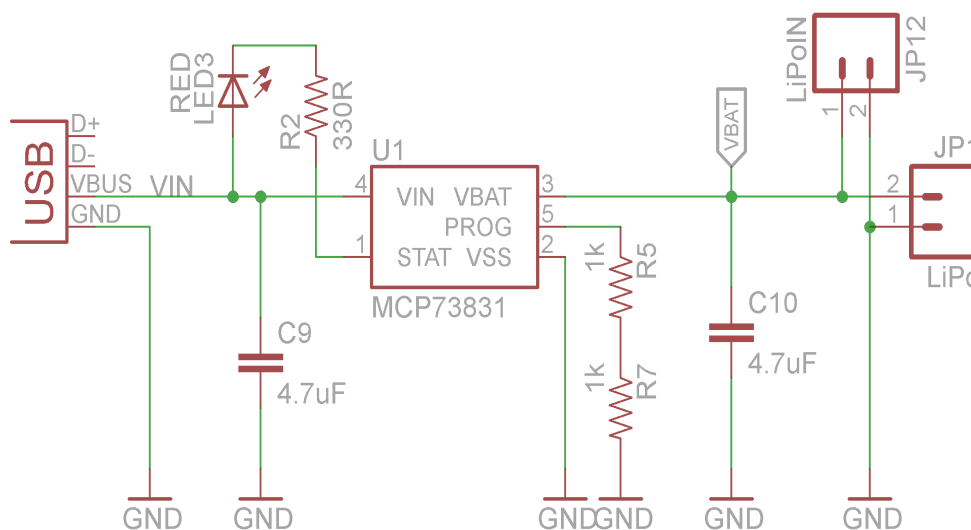 JP12
LiPoIN
1
2
RED
LED3
R2
330R
VBAT
USB
D+
D-
VBUS
GND
VIN
U1
4
VIN
VBAT
3
PROG
5
1
STAT
VSS
2
MCP73831
1k
R5
1k
R7
JP1
2
1
LiPo
C9
4.7uF
C10
4.7uF
GND
GND
GND
GND
GND
GND